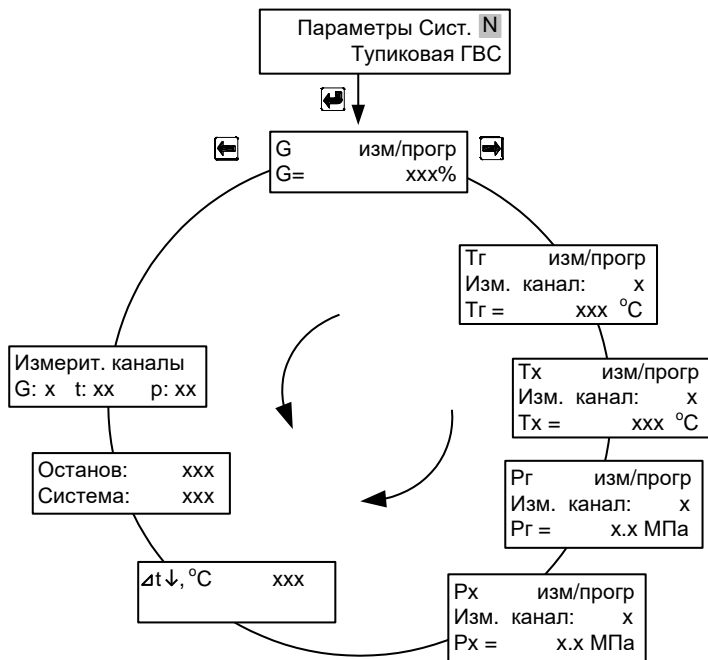 Параметры Сист. N
Тупиковая ГВС
G изм/прогр
G= xxx%
Тг изм/прогр
Изм. канал: x
Тг = xxx °C
Тх изм/прогр
Изм. канал: x
Тх = xxx °C
Рг изм/прогр
Изм. канал: x
Рг = x.x МПа
Рх изм/прогр
Изм. канал: x
Рх = x.x МПа
⊿t↓, °C xxx
Останов: xxx
Система: xxx
Измерит. каналы
G: x t: xx p: xx